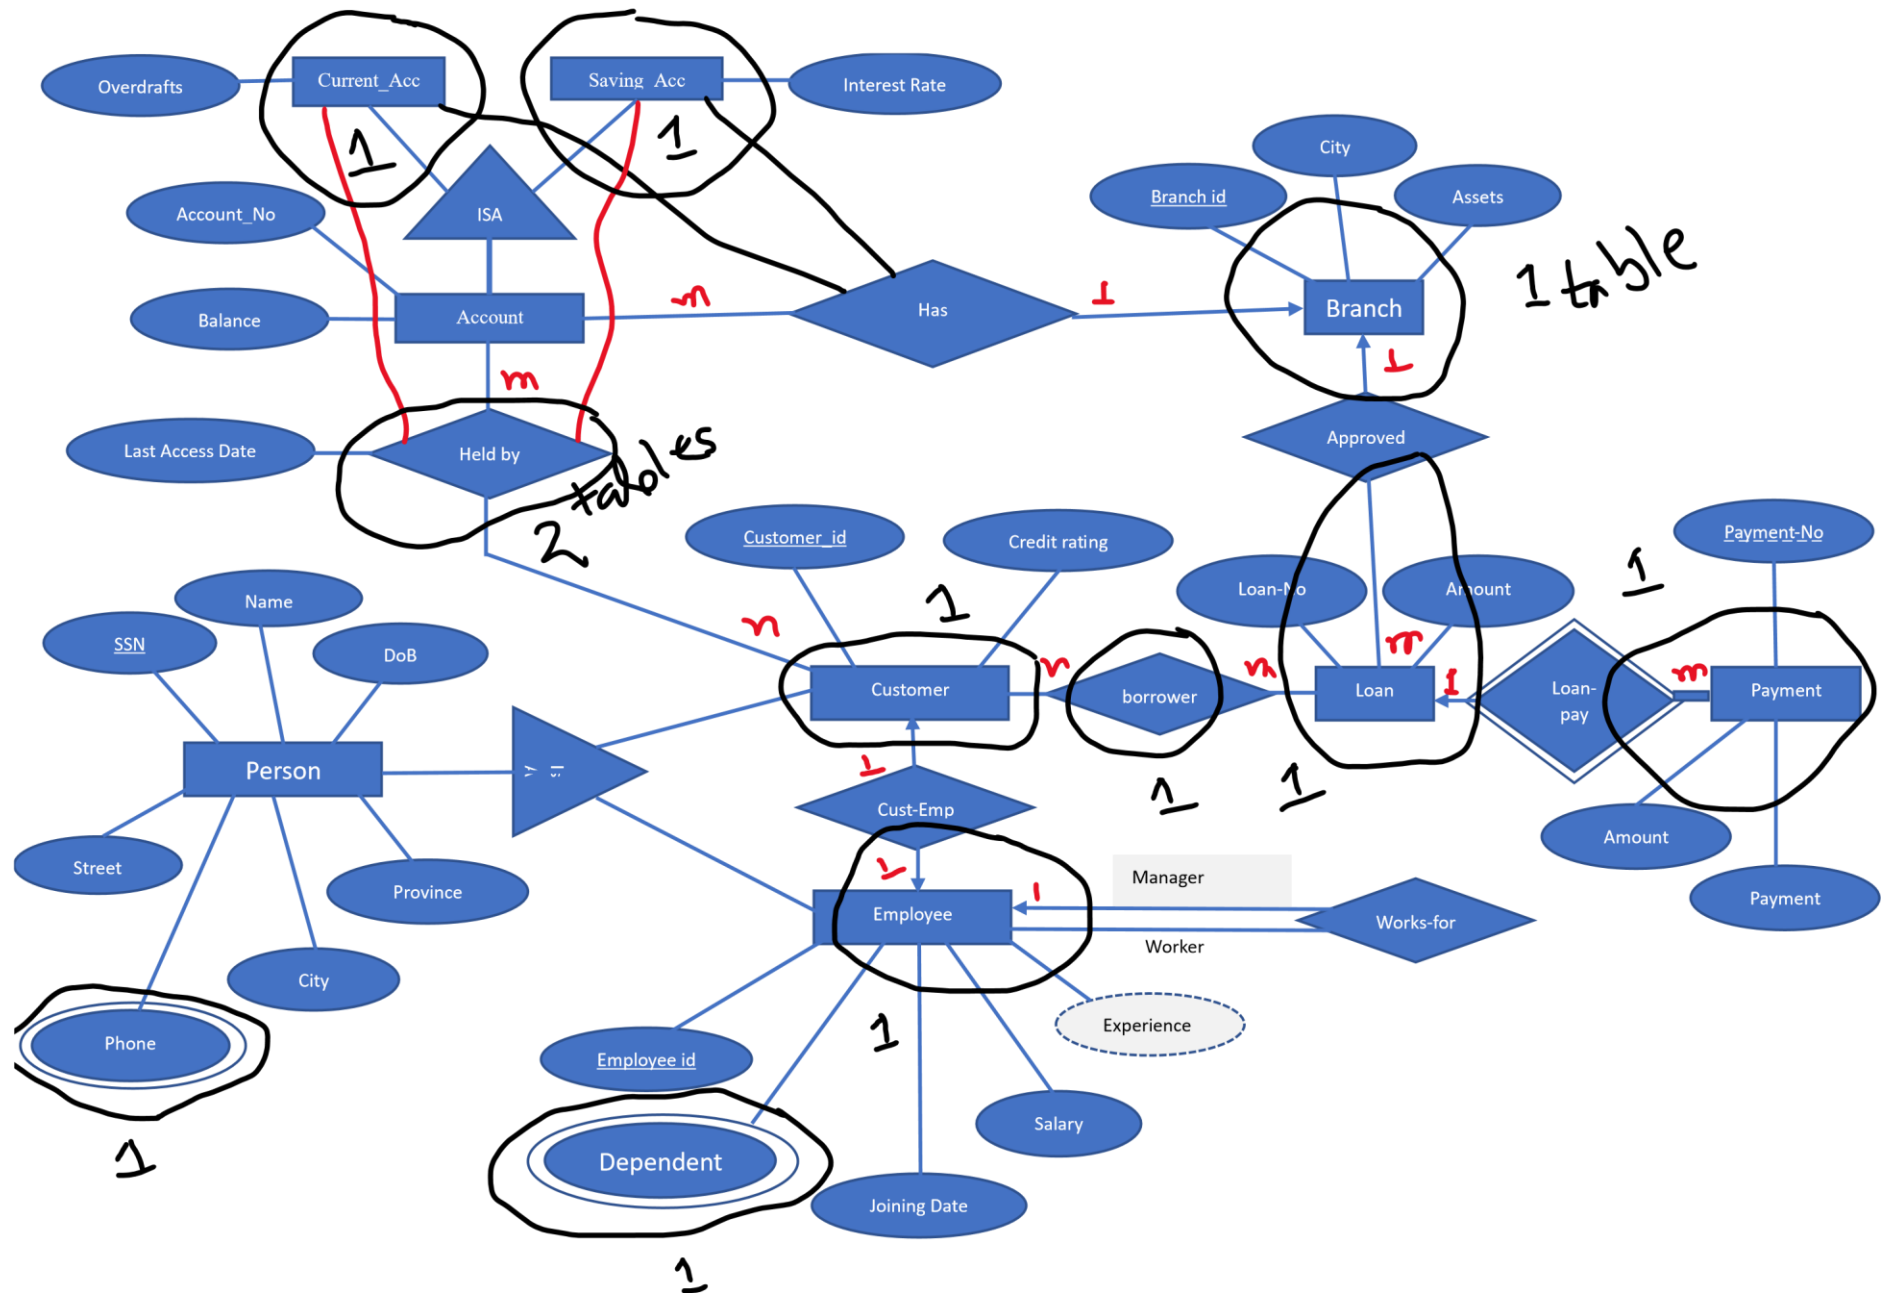 Overdrafts
Current_Acc
Saving_Acc
Interest Rate
1
1
City
Branch id
Assets
Account_No
ISA
1 table
Balance
Account
m
Has
1
Branch
1
m
Approved
Last Access Date
Held by
2 tables
Customer_id
Credit rating
Payment-No
1
Loan-No
Amount
Name
SSN
DoB
n
1
Customer
n
borrower
m
m
Loan
1
Loan-
pay
m
Payment
Person
IS
A
1
1
1
Cust-Emp
Amount
Street
Province
1
Employee
1
Manager
Payment
Works-for
Worker
City
Phone
1
Experience
Employee id
1
Dependent
Salary
Joining Date
1